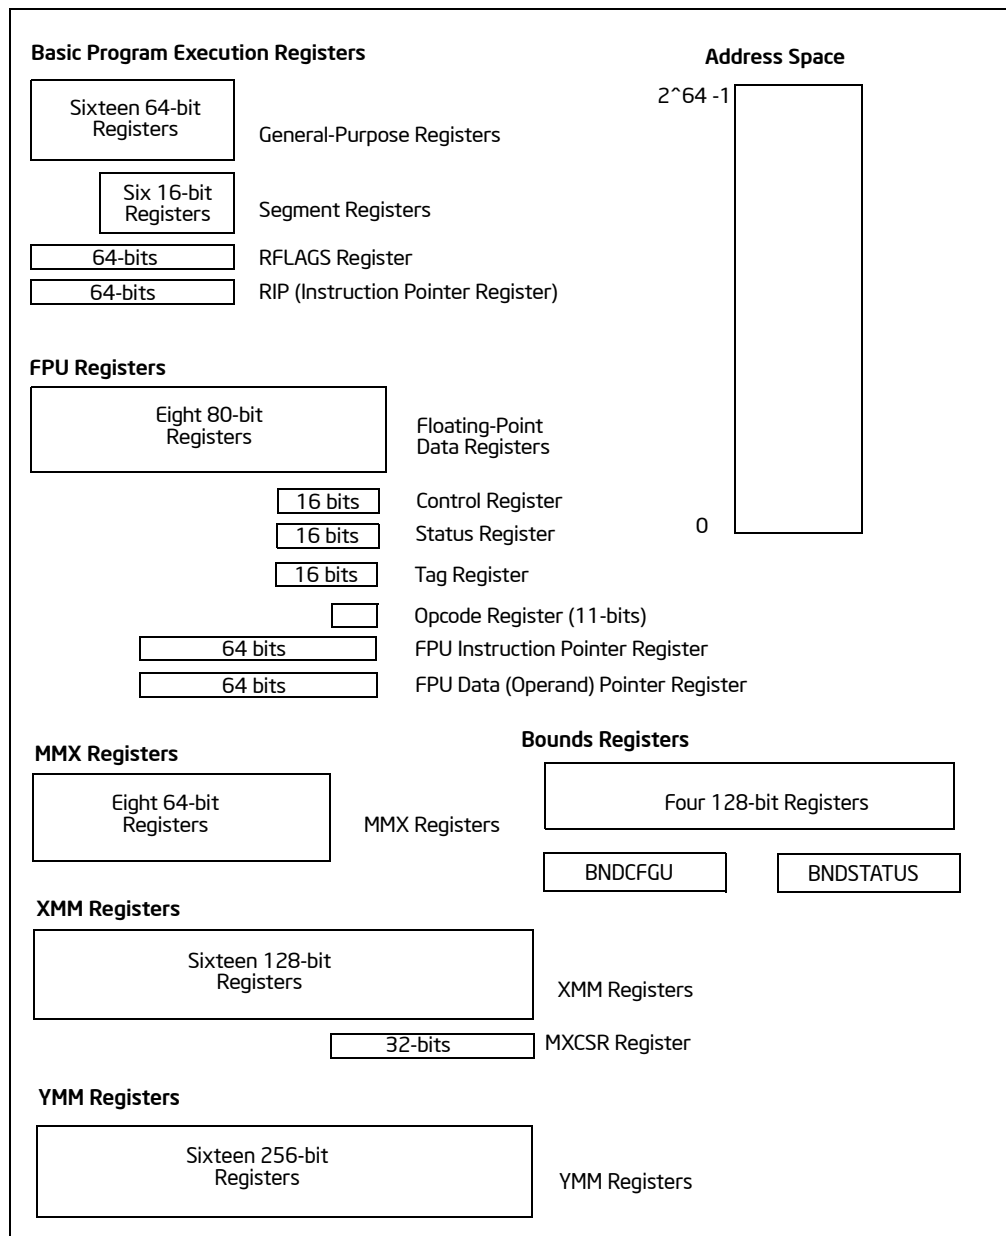 Basic Program Execution Registers
Address Space
2^64 -1
Sixteen 64-bit
Registers
General-Purpose Registers
Six 16-bit
Registers
Segment Registers
64-bits
RFLAGS Register
64-bits
RIP (Instruction Pointer Register)
FPU Registers
Eight 80-bit
Registers
Floating-Point
Data Registers
16 bits
Control Register
0
16 bits
Status Register
16 bits
Tag Register
Opcode Register (11-bits)
64 bits
FPU Instruction Pointer Register
64 bits
FPU Data (Operand) Pointer Register
MMX Registers
Eight 64-bit
Registers
MMX Registers
Bounds Registers
Four 128-bit Registers
BNDCFGU
BNDSTATUS
XMM Registers
Sixteen 128-bit
Registers
XMM Registers
32-bits
MXCSR Register
YMM Registers
Sixteen 256-bit
Registers
YMM Registers